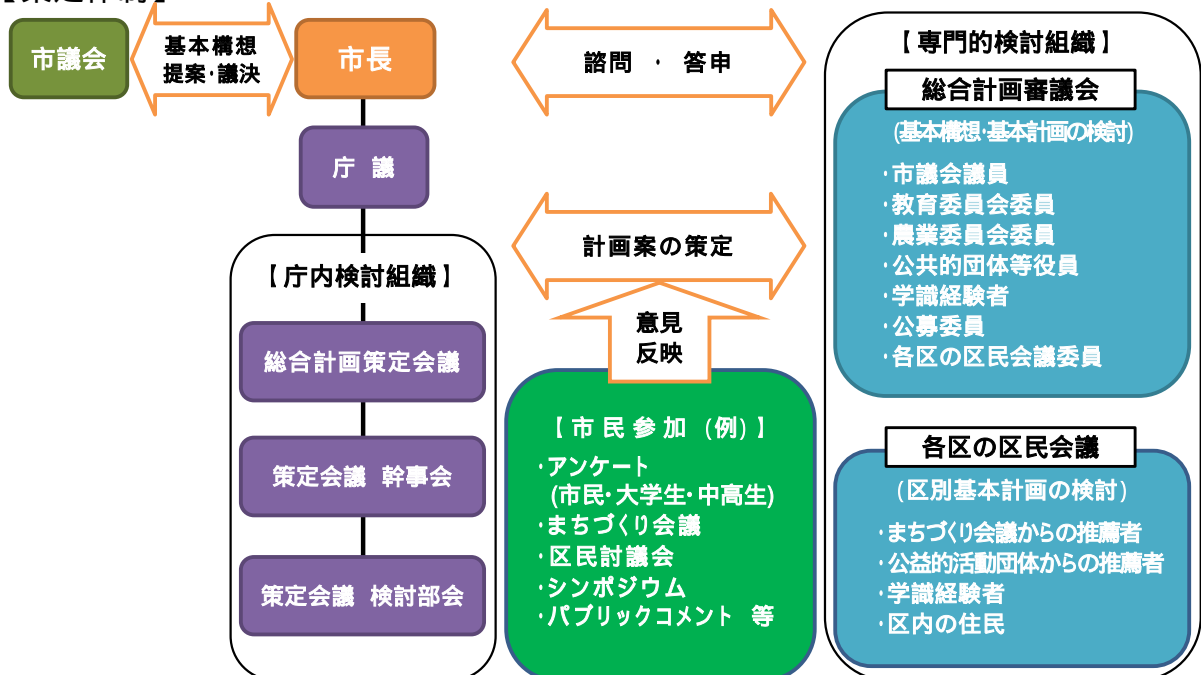 【策定体制】
市議会
基本構想
提案・議決
市長
諮問 ・ 答申
庁 議
計画案の策定
【庁内検討組織】
総合計画策定会議
策定会議 幹事会
策定会議 検討部会
意見
反映
【市民参加（例）】
・アンケート
(市民・大学生・中高生)
・まちづくり会議
・区民討議会
・シンポジウム
・パブリックコメント 等
【専門的検討組織】
総合計画審議会
(基本構想・基本計画の検討)
・市議会議員
・教育委員会委員
・農業委員会委員
・公共的団体等役員
・学識経験者
・公募委員
・各区の区民会議委員
各区の区民会議
(区別基本計画の検討)
・まちづくり会議からの推薦者
・公益的活動団体からの推薦者
・学識経験者
・区内の住民